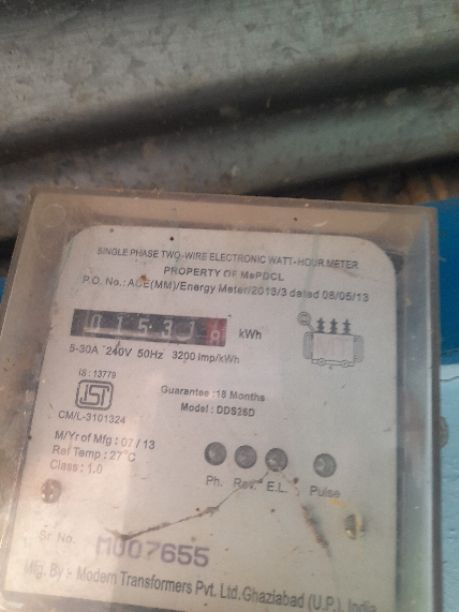 SINGLE PHASE TWO-WIRE ELECTRONIC WATT-HOUR METER
PROPERTY OF MePDCL
P.O. No.: ACE(MM)/Energy Meter/2013/3 dated 08/05/13
kWh
5-30A 240V 50Hz 3200 imp/kWh
IS : 13779
ISI
CM/L-3101324
Guarantee : 18 Months
Model : DDS26D
M/Yr of Mfg : 07 / 13
Ref Temp : 27°C
Class : 1.0
Ph. Rev. E.L. Pulse
Sr No. M007655
Mfg. By :- Modern Transformers Pvt. Ltd. Ghaziabad (U.P.) India